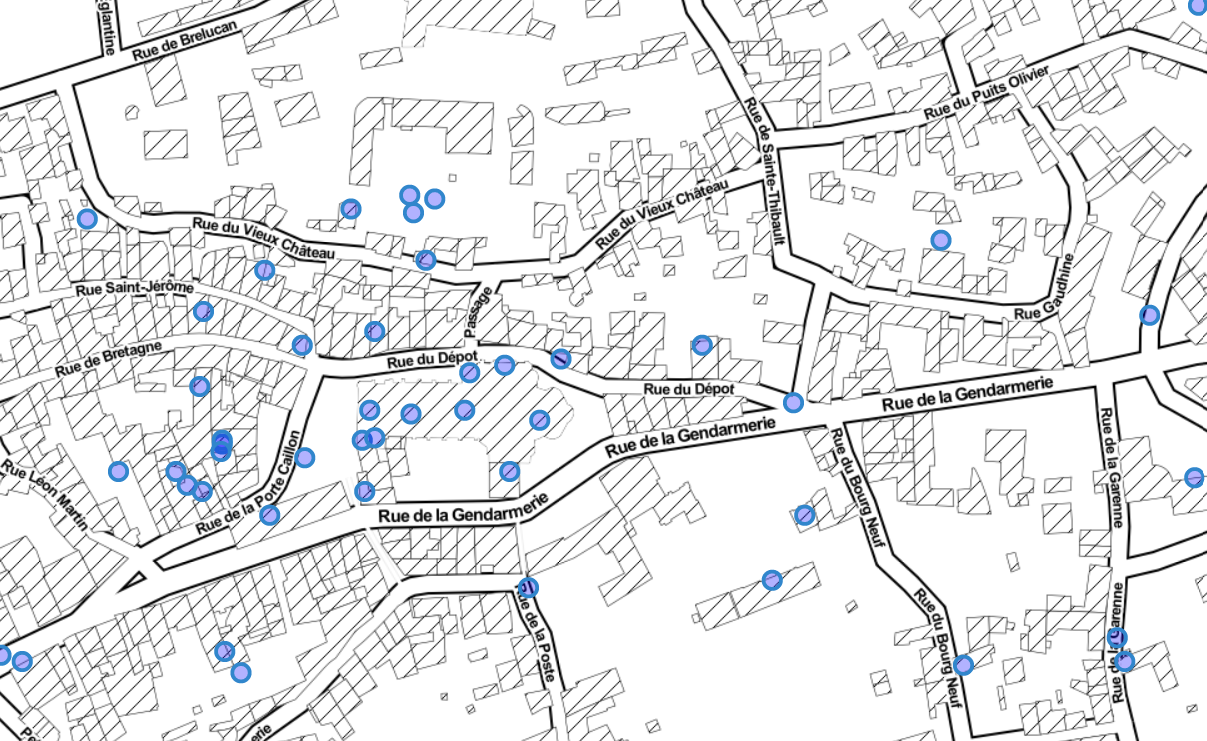 glantine
Rue de Brelucan
Rue de Sainte-Thibault
Rue du Puits Olivier
Rue du Vieux Château
Rue du Vieux Château
Rue Saint-Jérôme
Passage
Rue Gaudhine
Rue de Bretagne
Rue du Dépot
Rue du Dépot
Rue de la Gendarmerie
Rue de la Gendarmerie
Rue de la Gendarmerie
Rue Léon Martin
Rue de la Porte Caillon
Rue du Bourg Neuf
Rue de la Garenne
Rue de la Poste
Rue du Bourg Neuf
Rue de la Garenne
Pe
erie